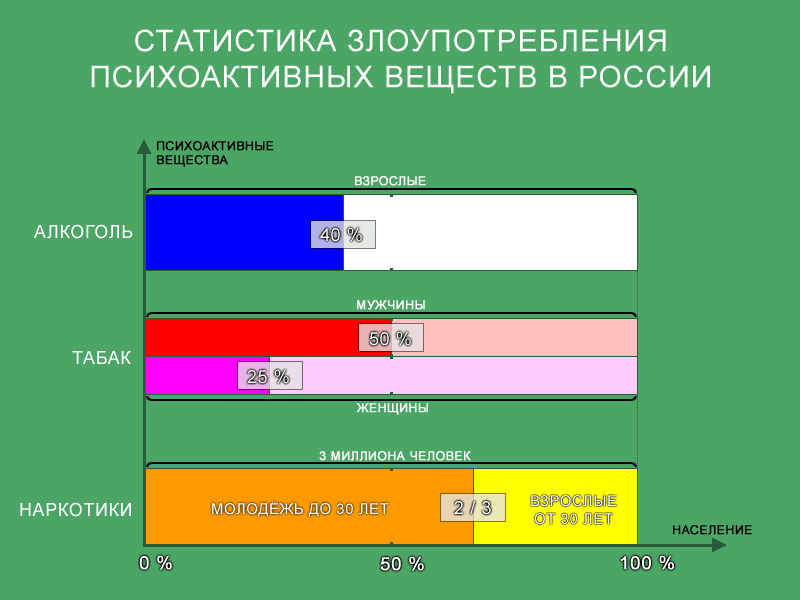 СТАТИСТИКА ЗЛОУПОТРЕБЛЕНИЯ
ПСИХОАКТИВНЫХ ВЕЩЕСТВ В РОССИИ
ПСИХОАКТИВНЫЕ
ВЕЩЕСТВА
ВЗРОСЛЫЕ
АЛКОГОЛЬ
40 %
МУЖЧИНЫ
50 %
ТАБАК
25 %
ЖЕНЩИНЫ
3 МИЛЛИОНА ЧЕЛОВЕК
НАРКОТИКИ
МОЛОДЁЖЬ ДО 30 ЛЕТ
2 / 3
ВЗРОСЛЫЕ
ОТ 30 ЛЕТ
НАСЕЛЕНИЕ
0 %
50 %
100 %